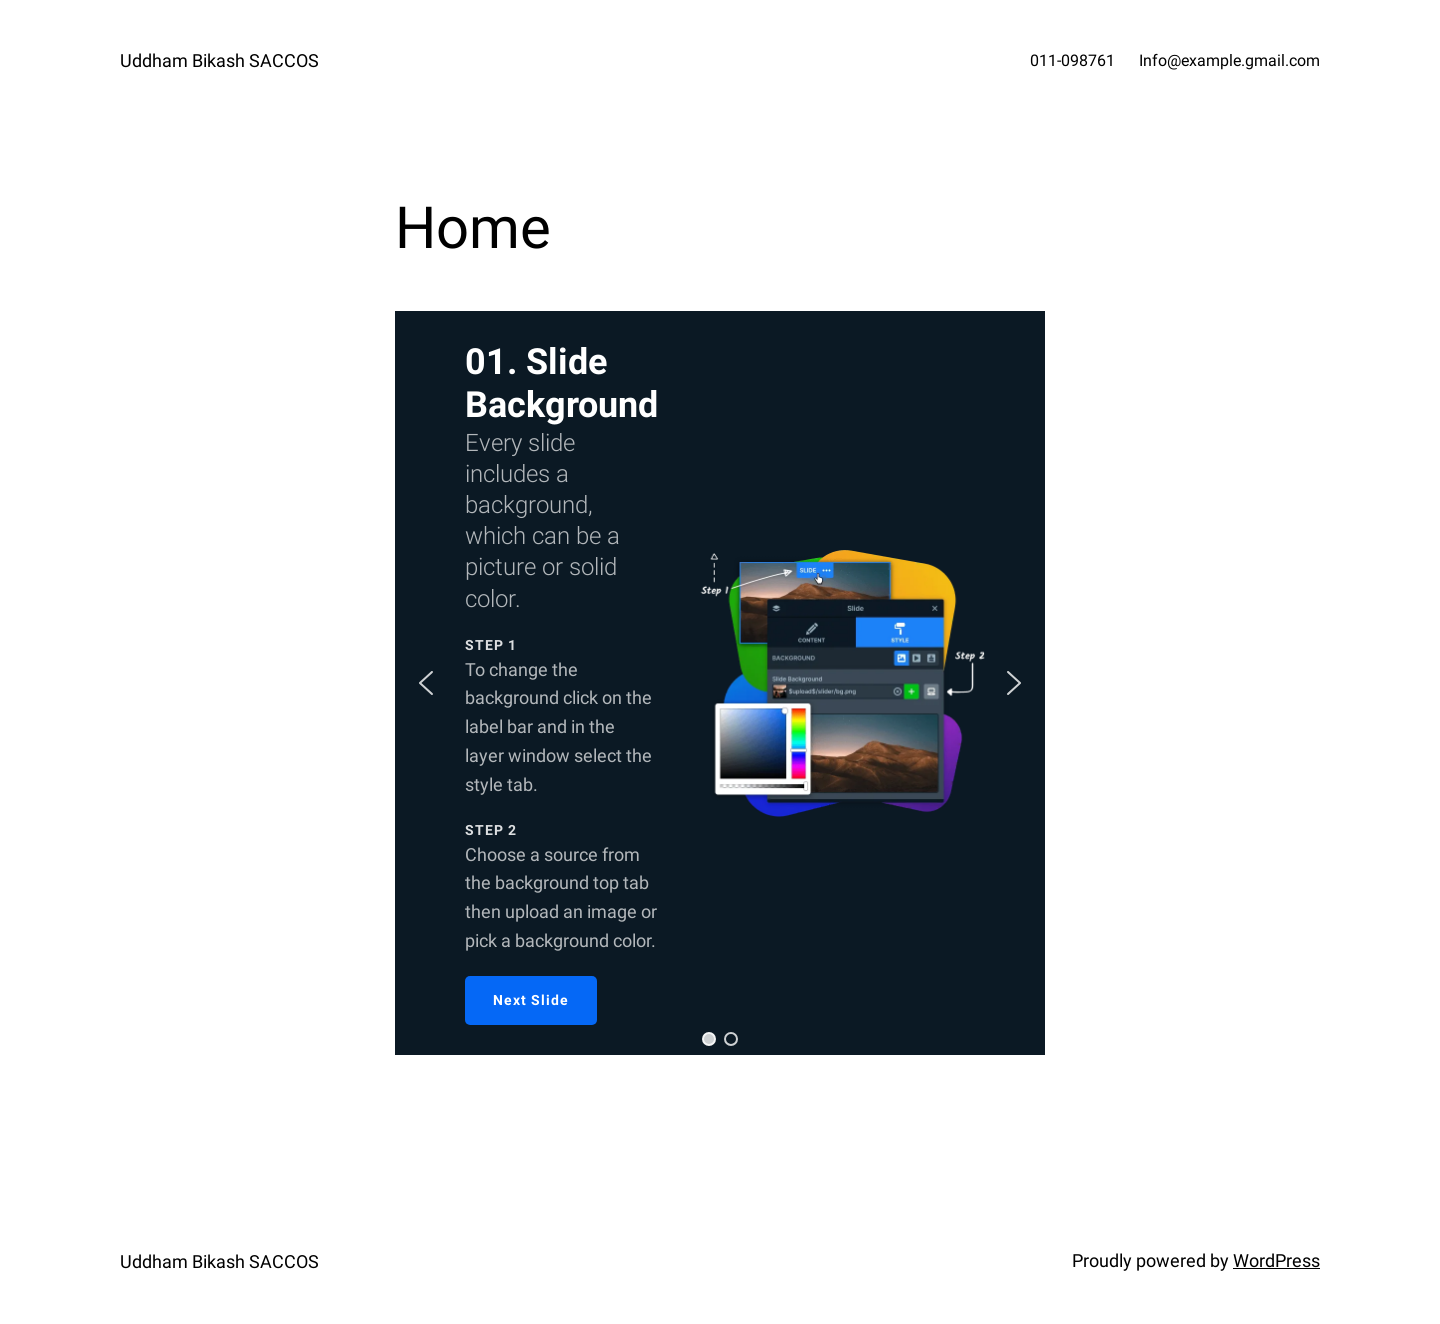 Uddham Bikash SACCOS
011-098761 Info@example.gmail.com
Home
01. Slide
Background
Every slide
includes a
background,
which can be a
picture or solid
color.
STEP 1
To change the
background click on the
label bar and in the
layer window select the
style tab.
STEP 2
Choose a source from
the background top tab
then upload an image or
pick a background color.
Next Slide
SLIDE
Step 1
Slide
CONTENT
STYLE
BACKGROUND
Step 2
Slide Background
$upload$/slider/bg.png
Uddham Bikash SACCOS
Proudly powered by WordPress